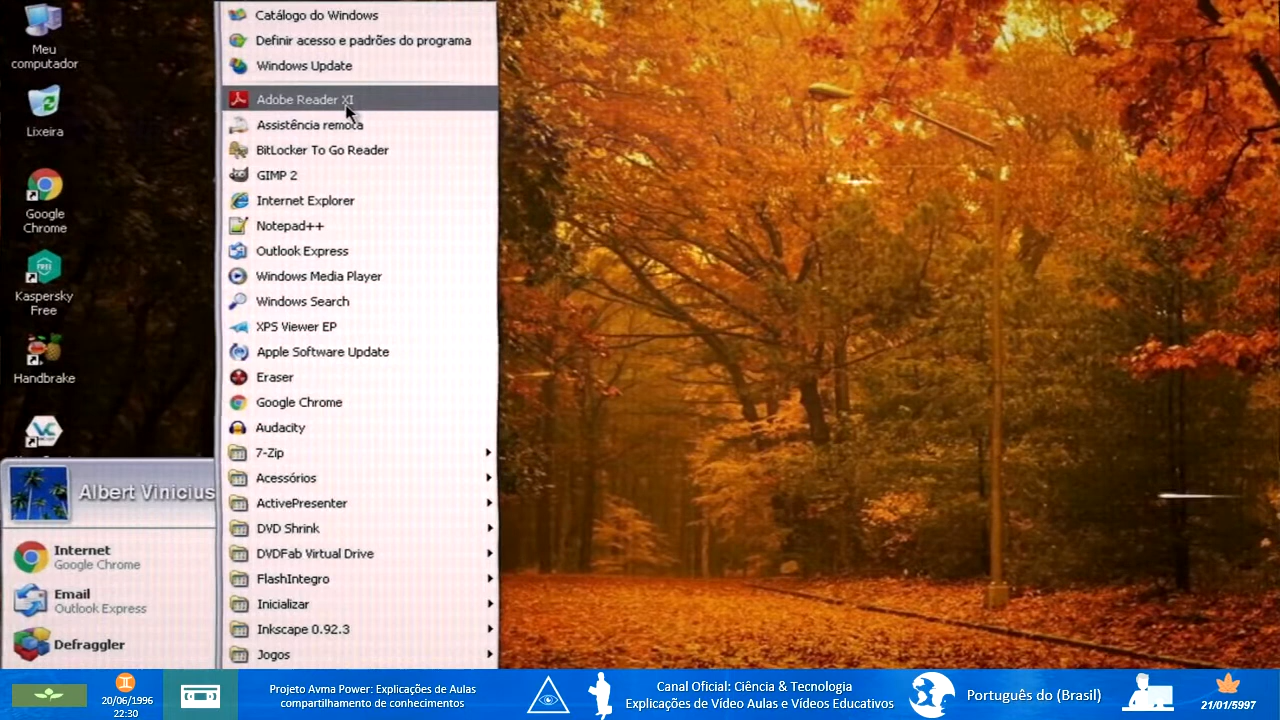 Meu
computador
Lixeira
Google
Chrome
Kaspersky
Free
Handbrake
Albert Vinicius
Internet
Google Chrome
Email
Outlook Express
Defraggler
Catálogo do Windows
Definir acesso e padrões do programa
Windows Update
Adobe Reader XI
Assistência remota
BitLocker To Go Reader
GIMP 2
Internet Explorer
Notepad++
Outlook Express
Windows Media Player
Windows Search
XPS Viewer EP
Apple Software Update
Eraser
Google Chrome
Audacity
7-Zip
Acessórios
ActivePresenter
DVD Shrink
DVDFab Virtual Drive
FlashIntegro
Inicializar
Inkscape 0.92.3
Jogos
20/06/1996
22:30
Projeto Avma Power: Explicações de Aulas
compartilhamento de conhecimentos
Canal Oficial: Ciência & Tecnologia
Explicações de Vídeo Aulas e Vídeos Educativos
Português do (Brasil)
21/01/5997